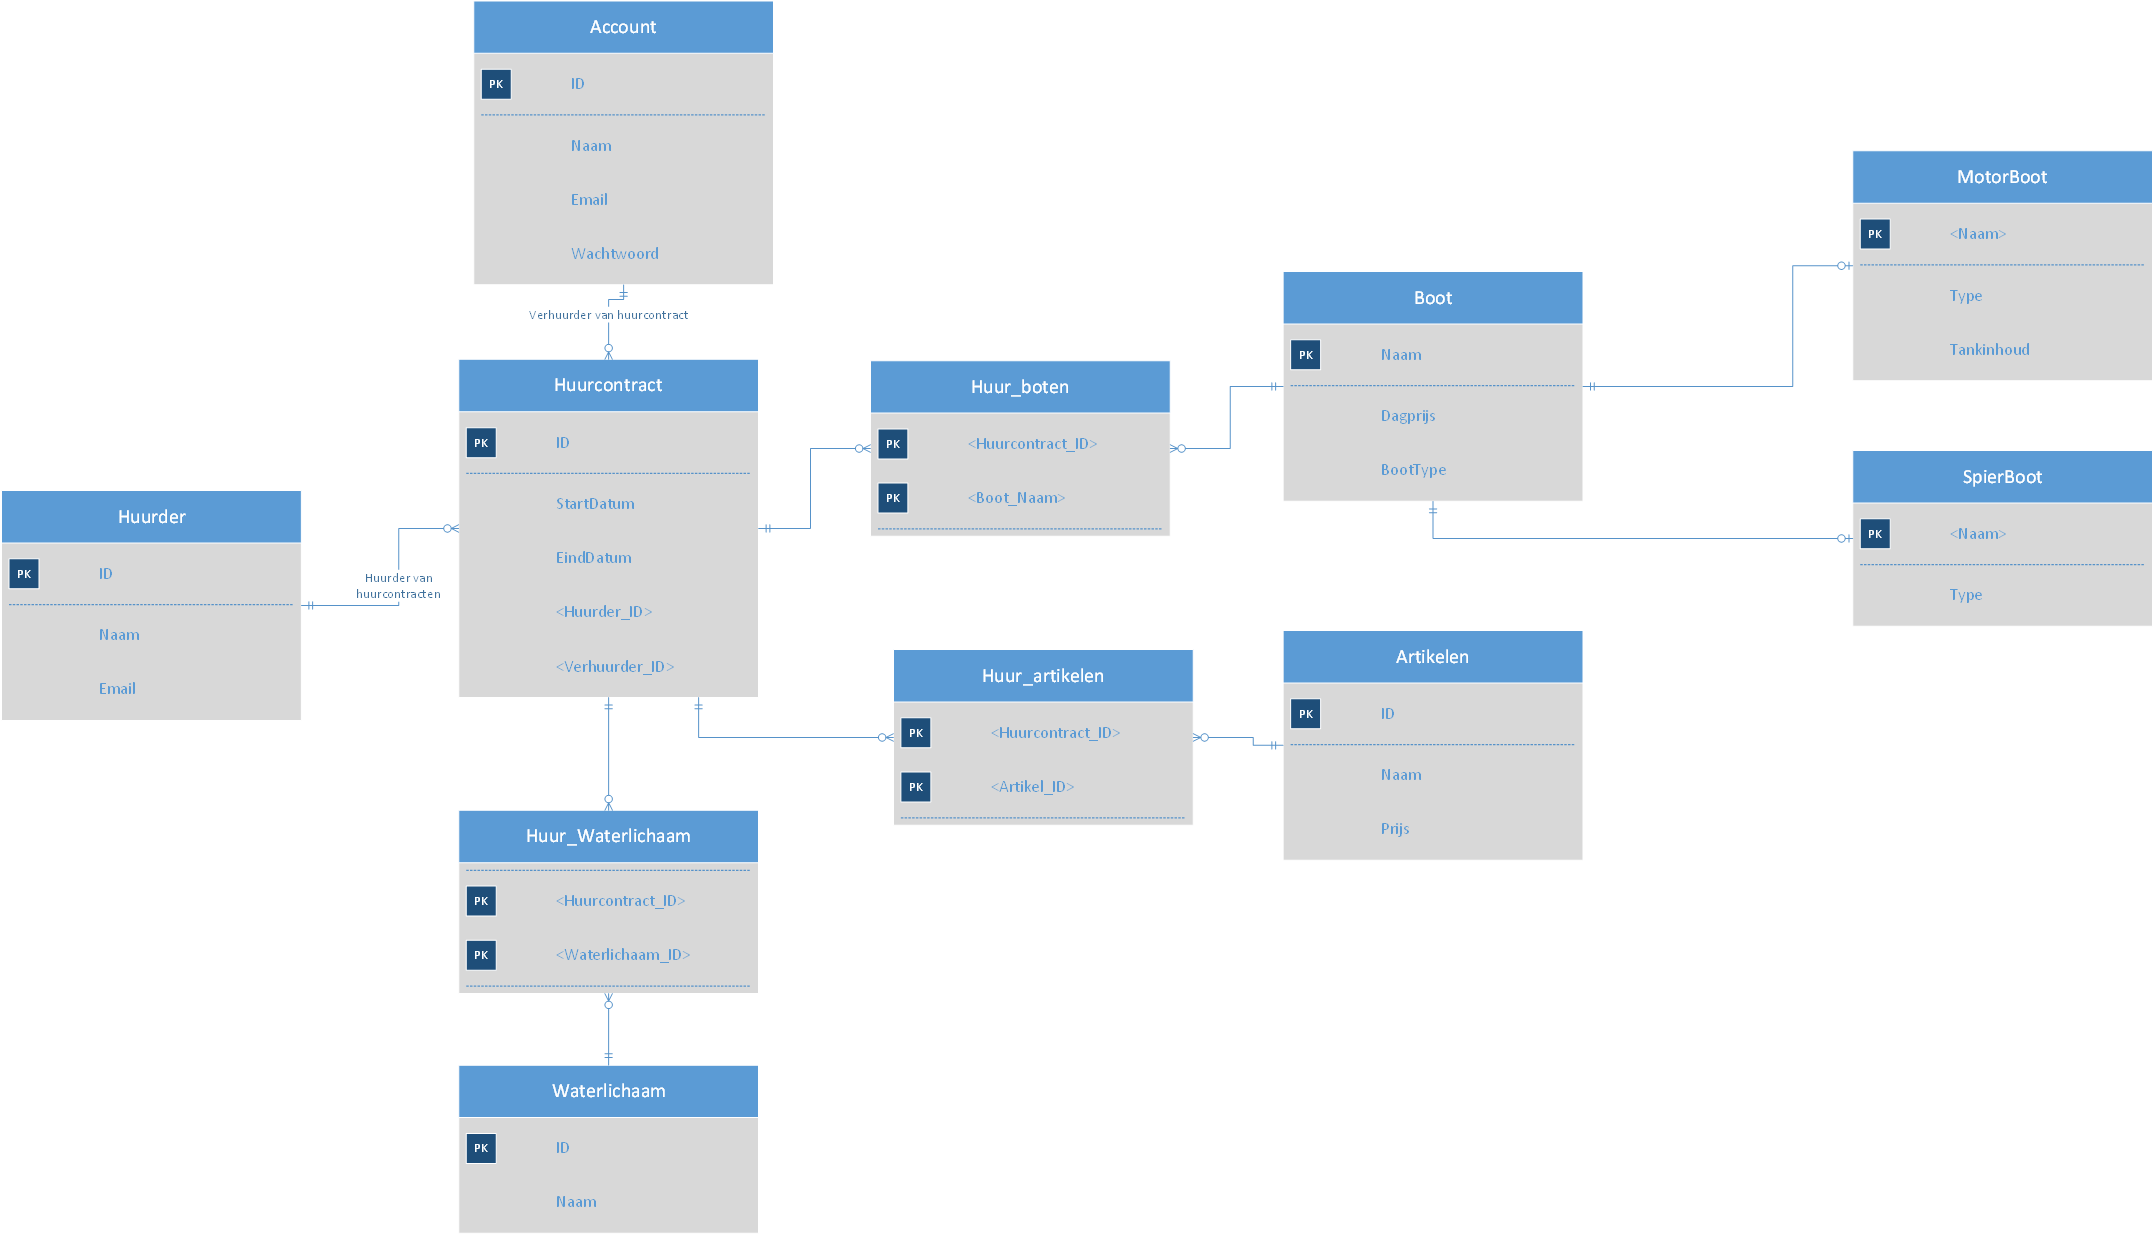 Account
PK ID
Naam
Email
Wachtwoord
Verhuurder van huurcontract
Huurcontract
PK ID
StartDatum
EindDatum
<Huurder_ID>
<Verhuurder_ID>
Huurder
PK ID
Naam
Email
Huurder van
huurcontracten
Huur_boten
PK <Huurcontract_ID>
PK <Boot_Naam>
Boot
PK Naam
Dagprijs
BootType
MotorBoot
PK <Naam>
Type
Tankinhoud
SpierBoot
PK <Naam>
Type
Huur_artikelen
PK <Huurcontract_ID>
PK <Artikel_ID>
Artikelen
PK ID
Naam
Prijs
Huur_Waterlichaam
PK <Huurcontract_ID>
PK <Waterlichaam_ID>
Waterlichaam
PK ID
Naam